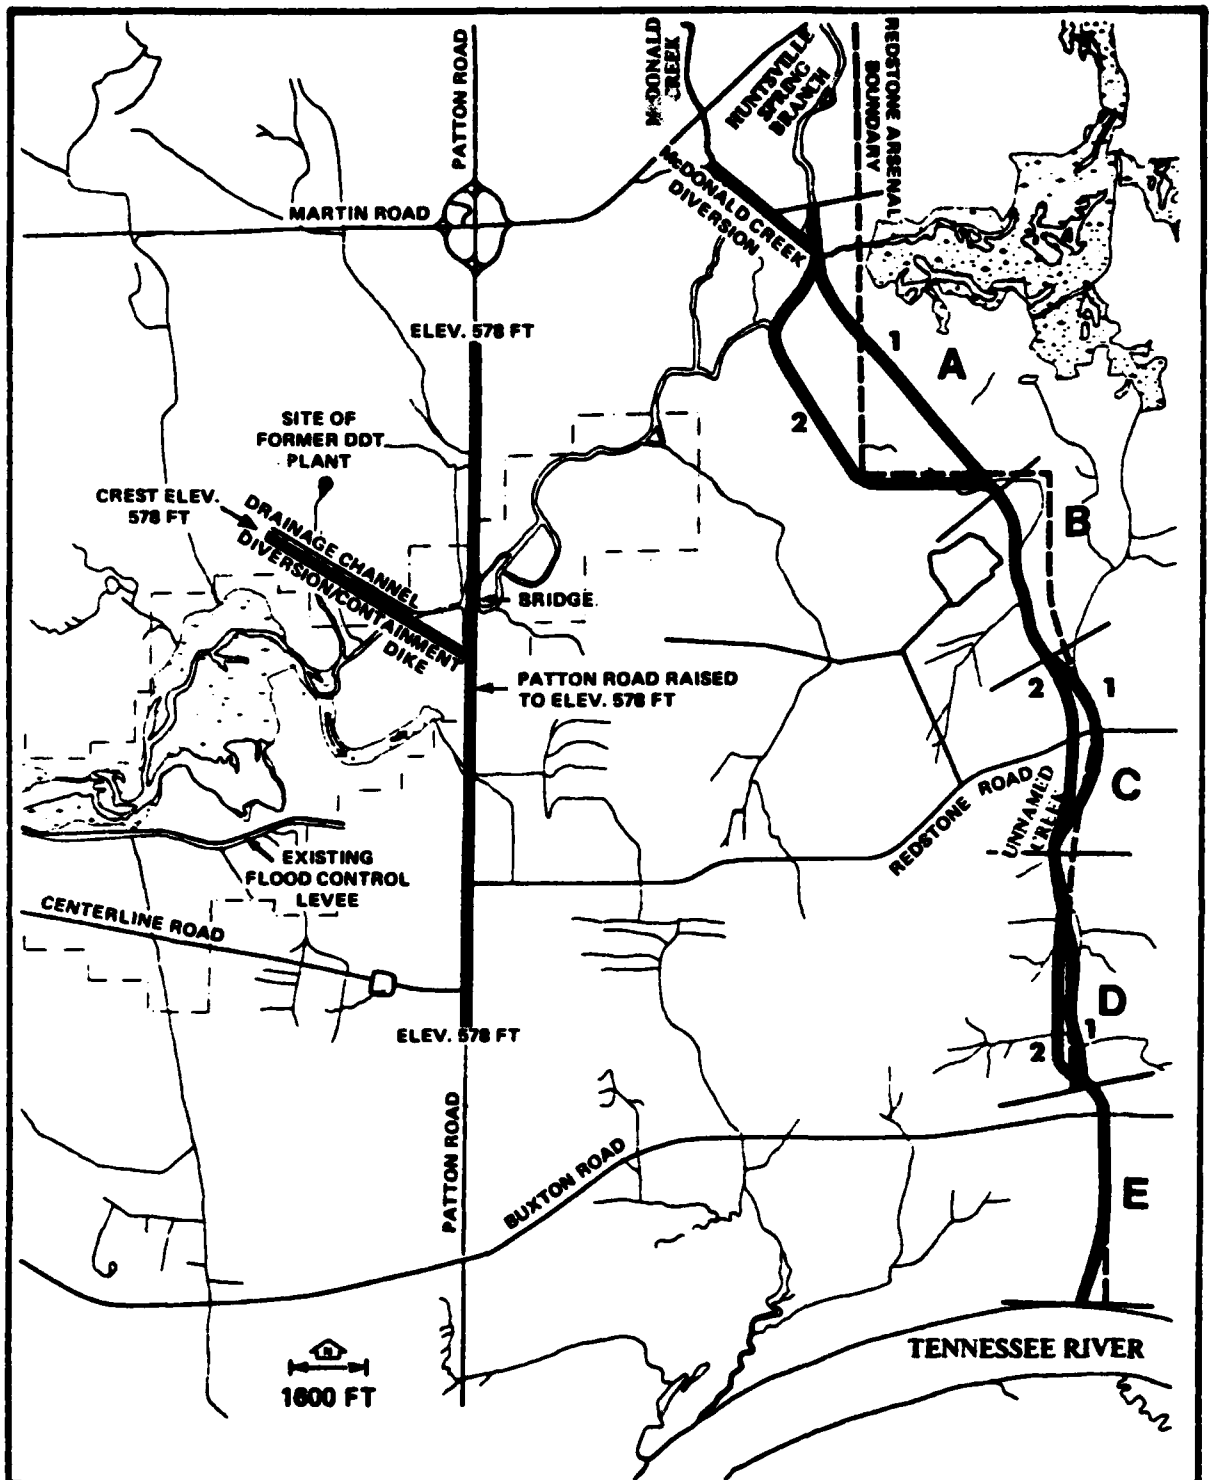 PATTON ROAD
McDONALD
CREEK
HUNTSVILLE
SPRING
BRANCH
REDSTONE ARSENAL
BOUNDARY
McDONALD CREEK
DIVERSION
MARTIN ROAD
ELEV. 578 FT
1
A
2
SITE OF
FORMER DDT
PLANT
CREST ELEV.
578 FT
DRAINAGE CHANNEL
DIVERSION/CONTAINMENT
DIKE
B
BRIDGE
PATTON ROAD RAISED
TO ELEV. 578 FT
2
1
C
REDSTONE ROAD
UNNAMED
CREEK
EXISTING
FLOOD CONTROL
LEVEE
CENTERLINE ROAD
D
1
2
ELEV. 578 FT
PATTON ROAD
BUXTON ROAD
E
N
1600 FT
TENNESSEE RIVER